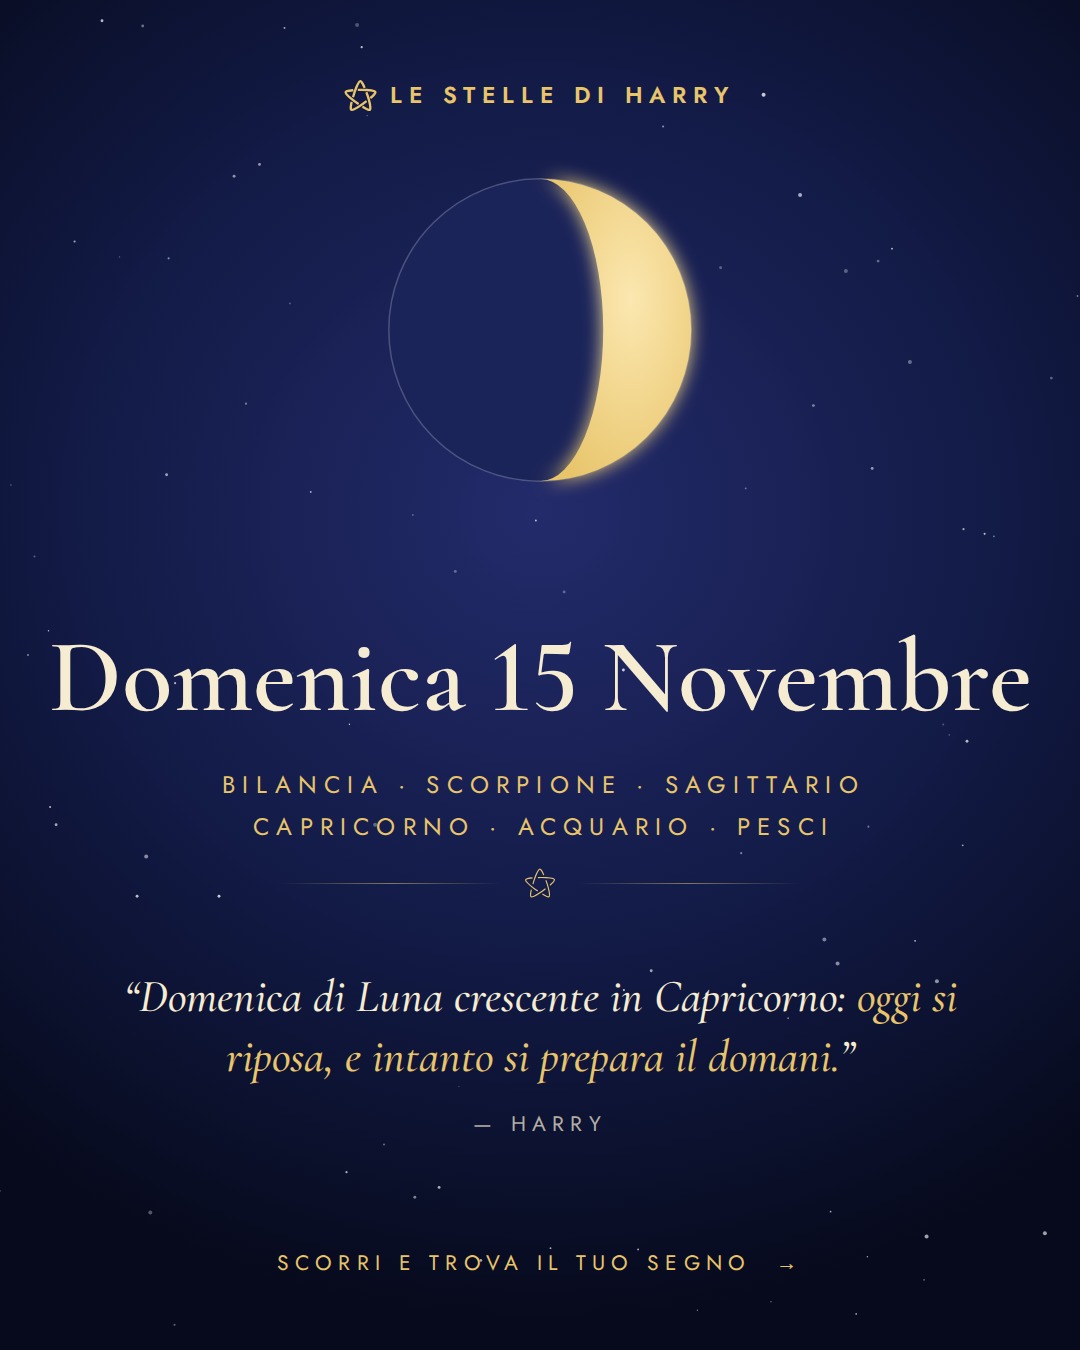 LE STELLE DI HARRY
Domenica 15 Novembre
BILANCIA · SCORPIONE · SAGITTARIO
CAPRICORNO · ACQUARIO · PESCI
“Domenica di Luna crescente in Capricorno: oggi si
riposa, e intanto si prepara il domani.”
— HARRY
SCORRI E TROVA IL TUO SEGNO →